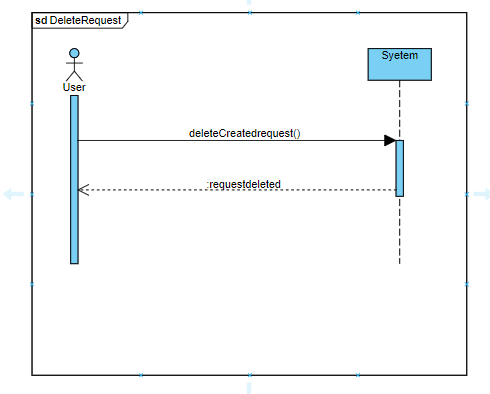 sd DeleteRequest
User
Syetem
deleteCreatedrequest()
:requestdeleted